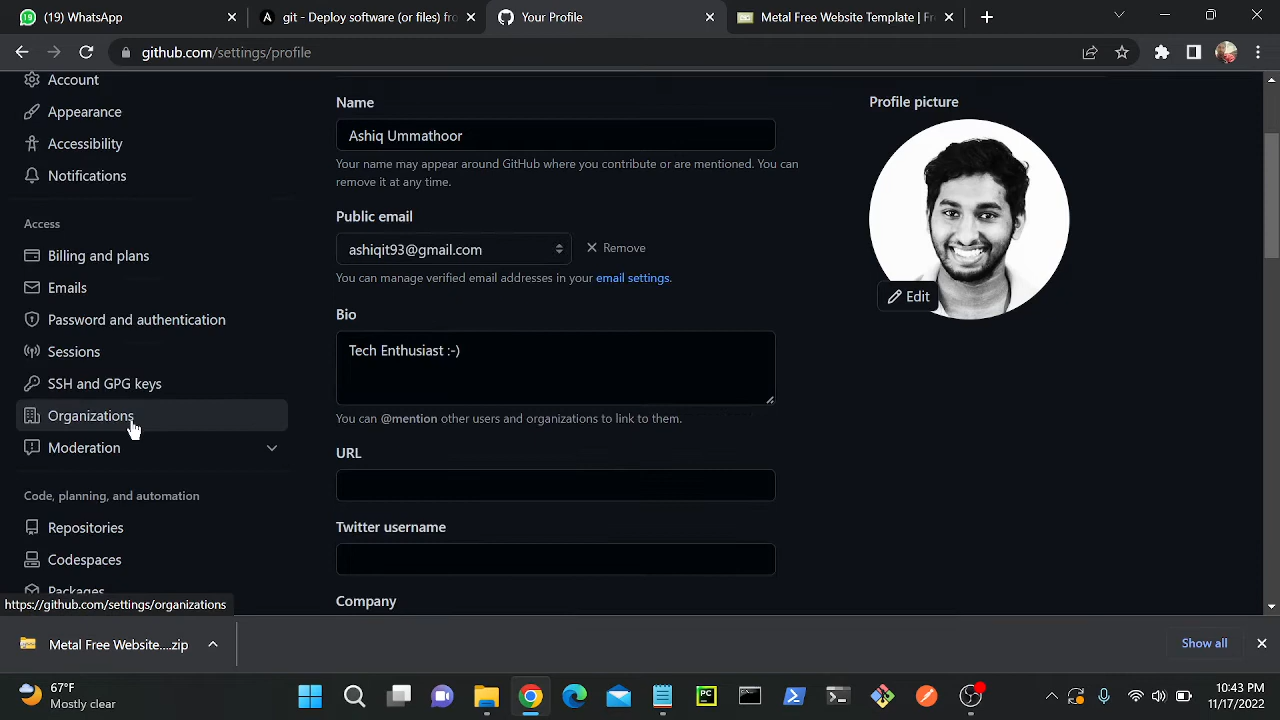 (19) WhatsApp
git - Deploy software (or files) fro
Your Profile
Metal Free Website Template | Fr
github.com/settings/profile
Account
Appearance
Accessibility
Notifications
Access
Billing and plans
Emails
Password and authentication
Sessions
SSH and GPG keys
Organizations
Moderation
Code, planning, and automation
Repositories
Codespaces
Packages
https://github.com/settings/organizations
Name
Ashiq Ummathoor
Your name may appear around GitHub where you contribute or are mentioned. You can
remove it at any time.
Public email
ashiqit93@gmail.com
Remove
You can manage verified email addresses in your email settings.
Bio
Tech Enthusiast :-)
You can @mention other users and organizations to link to them.
URL
Twitter username
Company
Profile picture
Edit
Metal Free Website....zip
Show all
67°F
Mostly clear
10:43 PM
11/7/2022